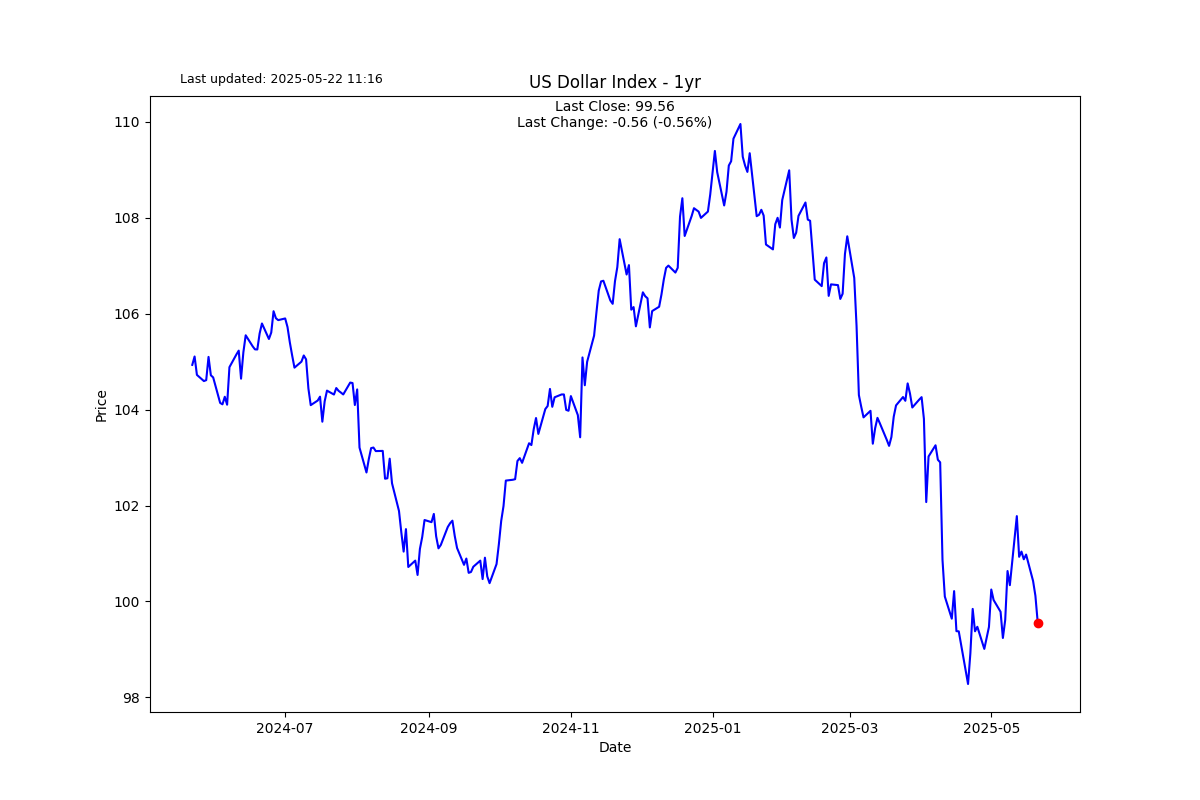 Last updated: 2025-05-22 11:16
US Dollar Index - 1yr
Last Close: 99.56
Last Change: -0.56 (-0.56%)
110
108
106
104
102
100
98
Price
2024-07
2024-09
2024-11
2025-01
2025-03
2025-05
Date